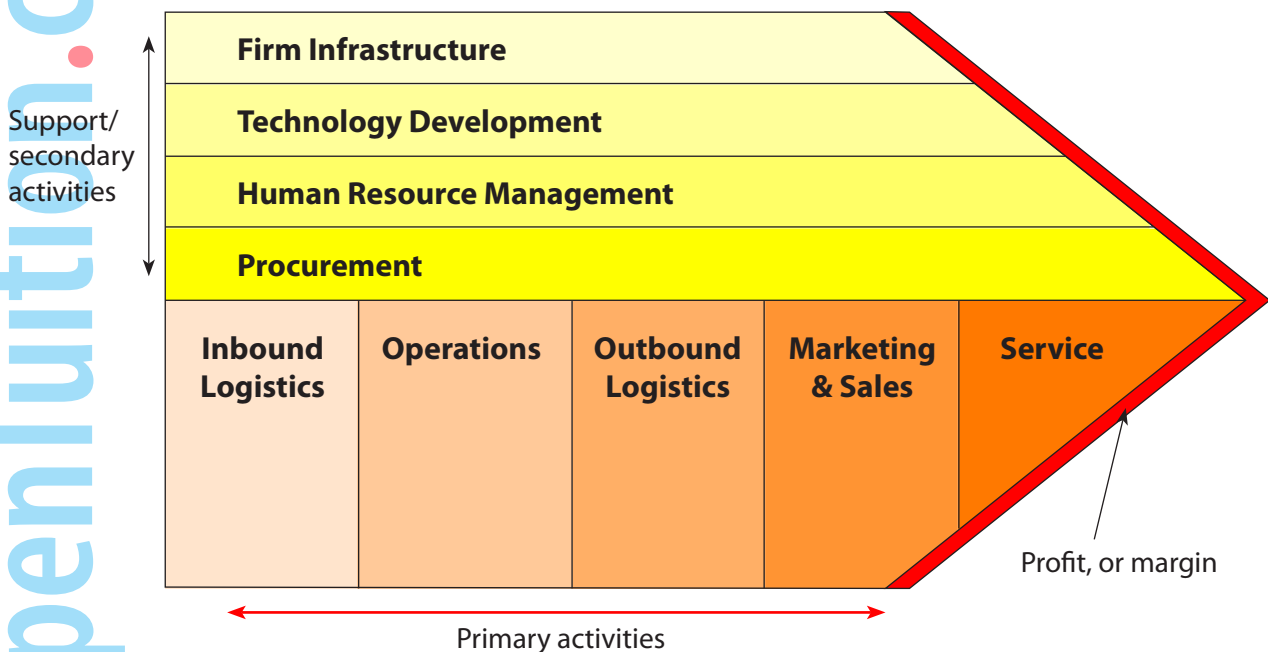 Firm Infrastructure
Support/
secondary
activities
Technology Development
Human Resource Management
Procurement
Inbound
Logistics
Operations
Outbound
Logistics
Marketing
& Sales
Service
Profit, or margin
Primary activities
penTuition.c